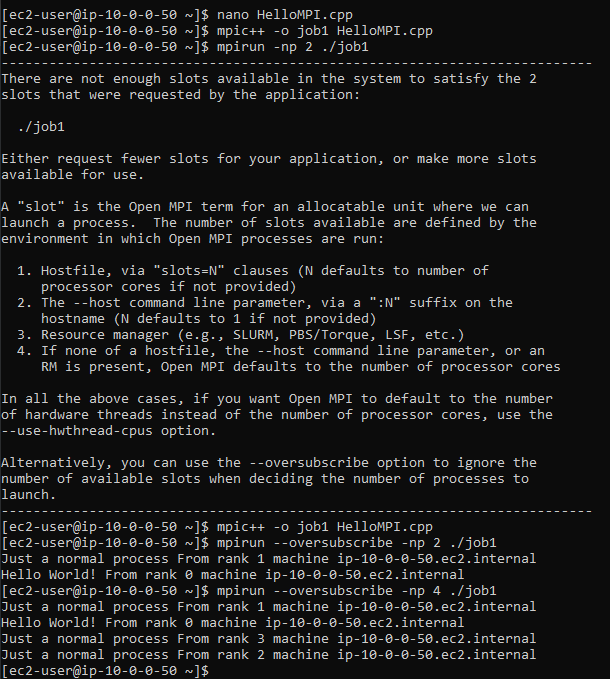 [ec2-user@ip-10-0-0-50 ~]$ nano HelloMPI.cpp
[ec2-user@ip-10-0-0-50 ~]$ mpic++ -o job1 HelloMPI.cpp
[ec2-user@ip-10-0-0-50 ~]$ mpirun -np 2 ./job1
--------------------------------------------------------------------------
There are not enough slots available in the system to satisfy the 2
slots that were requested by the application:
  ./job1
Either request fewer slots for your application, or make more slots
available for use.
A "slot" is the Open MPI term for an allocatable unit where we can
launch a process.  The number of slots available are defined by the
environment in which Open MPI processes are run:
  1. Hostfile, via "slots=N" clauses (N defaults to number of
     processor cores if not provided)
  2. The --host command line parameter, via a ":N" suffix on the
     hostname (N defaults to 1 if not provided)
  3. Resource manager (e.g., SLURM, PBS/Torque, LSF, etc.)
  4. If none of a hostfile, the --host command line parameter, or an
     RM is present, Open MPI defaults to the number of processor cores
In all the above cases, if you want Open MPI to default to the number
of hardware threads instead of the number of processor cores, use the
--use-hwthread-cpus option.
Alternatively, you can use the --oversubscribe option to ignore the
number of available slots when deciding the number of processes to
launch.
--------------------------------------------------------------------------
[ec2-user@ip-10-0-0-50 ~]$ mpic++ -o job1 HelloMPI.cpp
[ec2-user@ip-10-0-0-50 ~]$ mpirun --oversubscribe -np 2 ./job1
Just a normal process From rank 1 machine ip-10-0-0-50.ec2.internal
Hello World! From rank 0 machine ip-10-0-0-50.ec2.internal
[ec2-user@ip-10-0-0-50 ~]$ mpirun --oversubscribe -np 4 ./job1
Just a normal process From rank 1 machine ip-10-0-0-50.ec2.internal
Hello World! From rank 0 machine ip-10-0-0-50.ec2.internal
Just a normal process From rank 3 machine ip-10-0-0-50.ec2.internal
Just a normal process From rank 2 machine ip-10-0-0-50.ec2.internal
[ec2-user@ip-10-0-0-50 ~]$